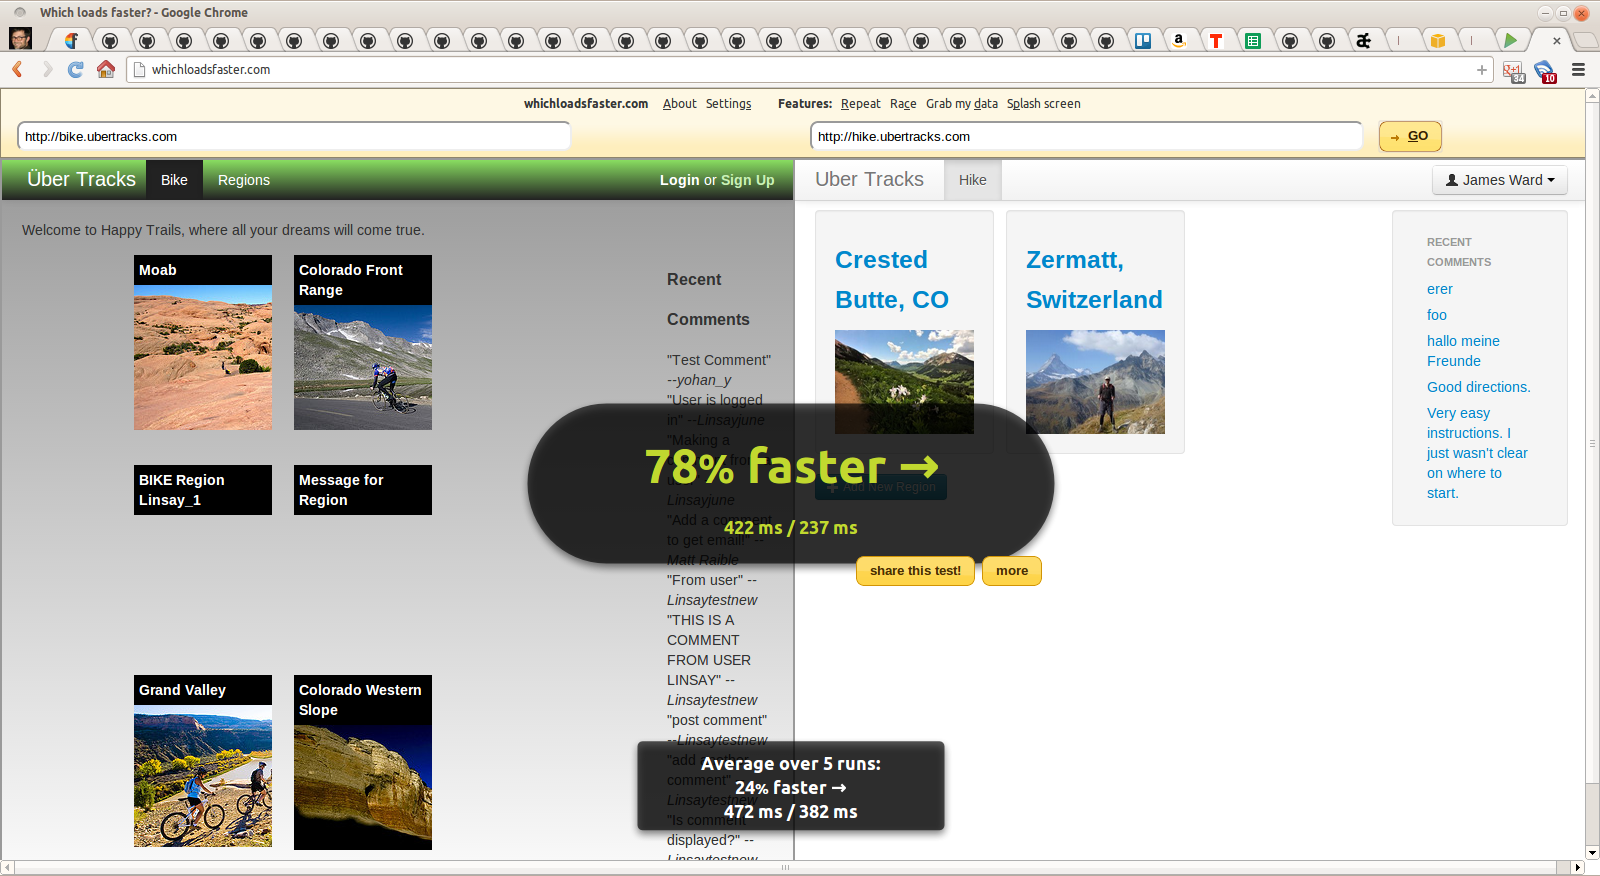 Which loads faster? - Google Chrome
whichloadsfaster.com
34
10
whichloadsfaster.com About Settings Features: Repeat Race Grab my data Splash screen
http://bike.ubertracks.com
http://hike.ubertracks.com
→ GO
Über Tracks Bike Regions Login or Sign Up
Welcome to Happy Trails, where all your dreams will come true.
Moab
Colorado Front
Range
BIKE Region
Linsay_1
Message for
Region
Grand Valley
Colorado Western
Slope
Recent
Comments
"Test Comment"
--yohan_y
"User is logged
in" --Linsayjune
"Making a
Linsayjune
"Add a comment
to get email!" --
Matt Raible
"From user" --
Linsaytestnew
"THIS IS A
COMMENT
FROM USER
LINSAY" --
Linsaytestnew
"post comment"
--Linsaytestnew
comment" --
Linsaytestnew
"Is comment
displayed?" --
Linsaytestnew
Uber Tracks Hike James Ward
Crested
Butte, CO
Zermatt,
Switzerland
Add New Region
RECENT
COMMENTS
erer
foo
hallo meine
Freunde
Good directions.
Very easy
instructions. I
just wasn't clear
on where to
start.
78% faster →
422 ms / 237 ms
share this test!
more
Average over 5 runs:
24% faster →
472 ms / 382 ms